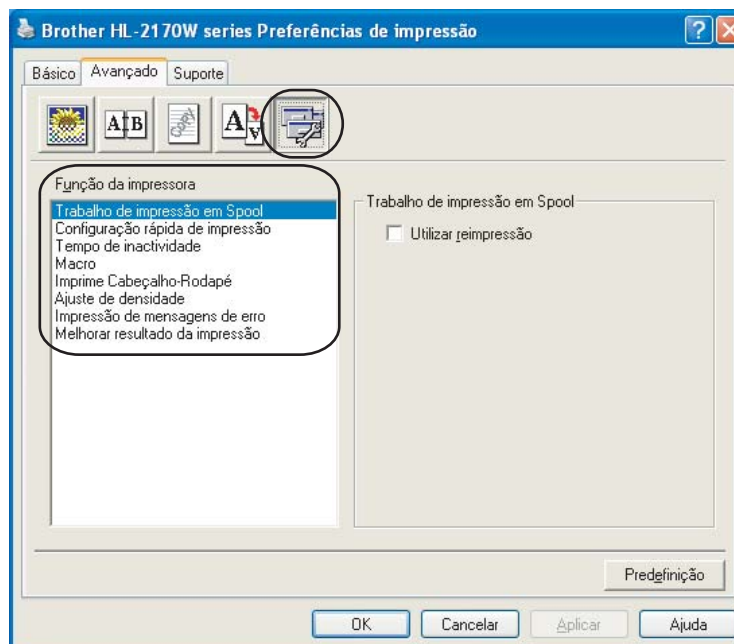 Brother HL-2170W series Preferências de impressão
Básico Avançado Suporte
A B COPY A A
Função da impressora
Trabalho de impressão em Spool
Configuração rápida de impressão
Tempo de inactividade
Macro
Imprime Cabeçalho-Rodapé
Ajuste de densidade
Impressão de mensagens de erro
Melhorar resultado da impressão
Trabalho de impressão em Spool
Utilizar reimpressão
Predefinição
OK Cancelar Aplicar Ajuda